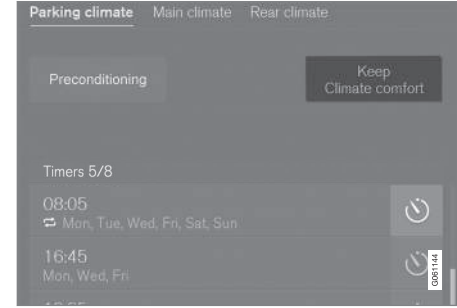 Parking climate Main climate Rear climate
Preconditioning
Keep
Climate comfort
Timers 5/8
08:05
Mon, Tue, Wed, Fri, Sat, Sun
16:45
Mon, Wed, Fri
G061144